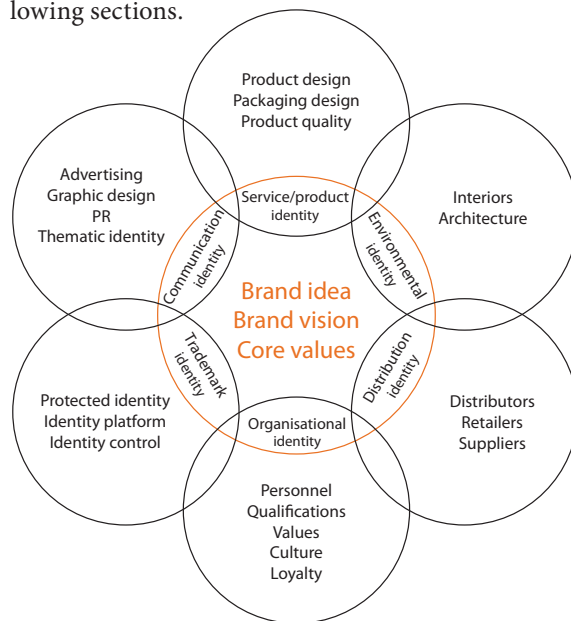 lowing sections.
Product design
Packaging design
Product quality
Service/product
identity
Advertising
Graphic design
PR
Thematic identity
Communication
identity
Interiors
Architecture
Environmental
identity
Brand idea
Brand vision
Core values
Protected identity
Identity platform
Identity control
Trademark
identity
Distributors
Retailers
Suppliers
Distribution
identity
Organisational
identity
Personnel
Qualifications
Values
Culture
Loyalty